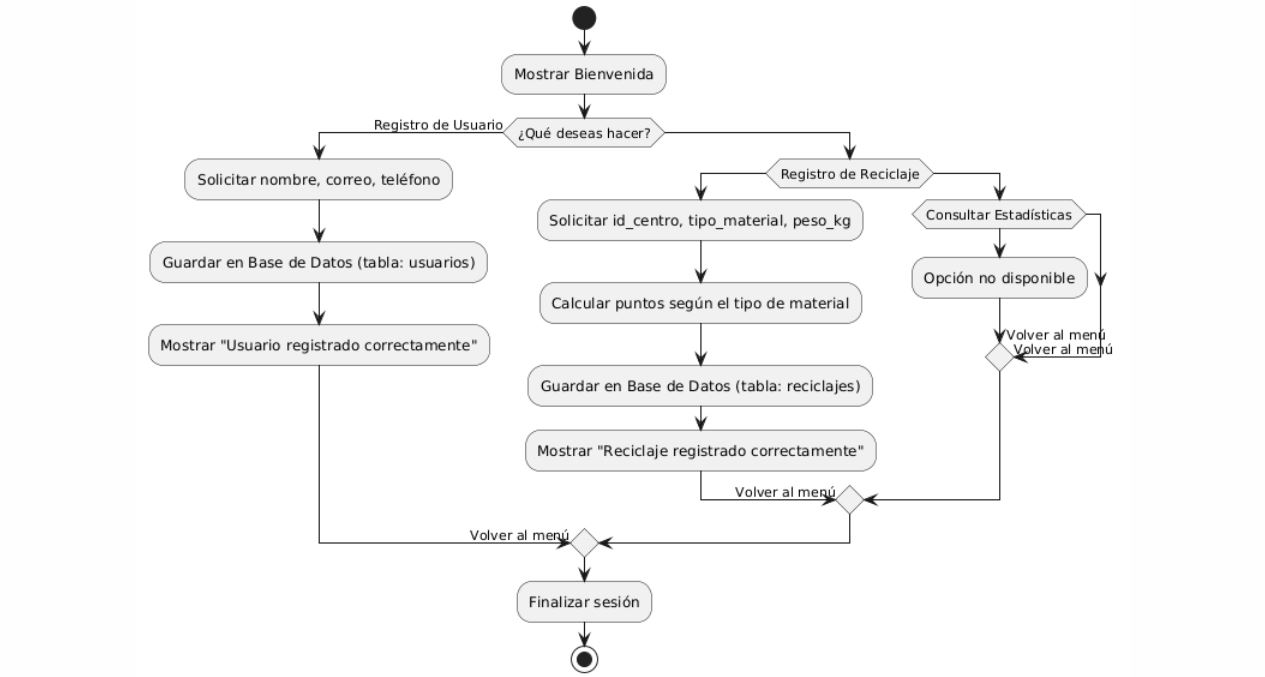 Mostrar Bienvenida
¿Qué deseas hacer?
Registro de Usuario
Solicitar nombre, correo, teléfono
Guardar en Base de Datos (tabla: usuarios)
Mostrar "Usuario registrado correctamente"
Registro de Reciclaje
Solicitar id_centro, tipo_material, peso_kg
Calcular puntos según el tipo de material
Guardar en Base de Datos (tabla: reciclajes)
Mostrar "Reciclaje registrado correctamente"
Consultar Estadísticas
Opción no disponible
Volver al menú
Volver al menú
Volver al menú
Volver al menú
Finalizar sesión